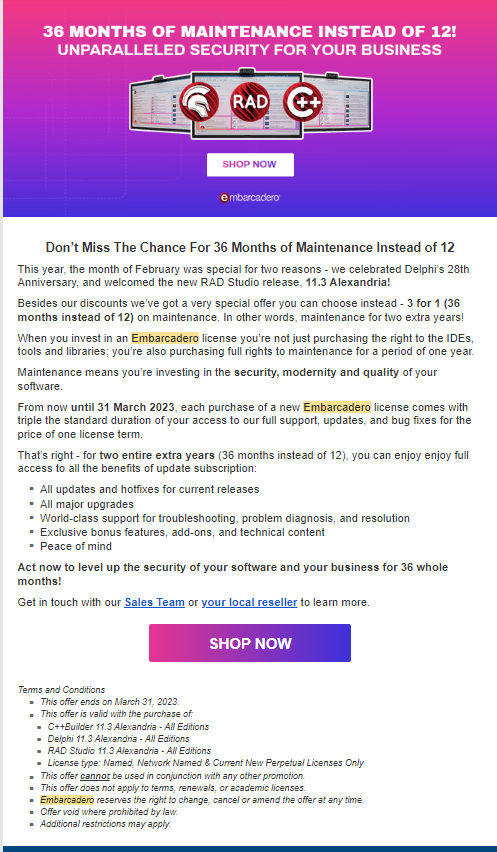 36 MONTHS OF MAINTENANCE INSTEAD OF 12!
UNPARALLELED SECURITY FOR YOUR BUSINESS
RAD
C++
SHOP NOW
embarcadero
Don't Miss The Chance For 36 Months of Maintenance Instead of 12
This year, the month of February was special for two reasons - we celebrated Delphi's 28th
Anniversary, and welcomed the new RAD Studio release, 11.3 Alexandria!
Besides our discounts we've got a very special offer you can choose instead - 3 for 1 (36
months instead of 12) on maintenance. In other words, maintenance for two extra years!
When you invest in an Embarcadero license you're not just purchasing the right to the IDEs,
tools and libraries; you're also purchasing full rights to maintenance for a period of one year.
Maintenance means you're investing in the security, modernity and quality of your
software.
From now until 31 March 2023, each purchase of a new Embarcadero license comes with
triple the standard duration of your access to our full support, updates, and bug fixes for the
price of one license term.
That's right - for two entire extra years (36 months instead of 12), you can enjoy enjoy full
access to all the benefits of update subscription:
All updates and hotfixes for current releases
All major upgrades
World-class support for troubleshooting, problem diagnosis, and resolution
Exclusive bonus features, add-ons, and technical content
Peace of mind
Act now to level up the security of your software and your business for 36 whole
months!
Get in touch with our Sales Team or your local reseller to learn more.
SHOP NOW
Terms and Conditions
This offer ends on March 31, 2023.
This offer is valid with the purchase of:
C++Builder 11.3 Alexandria - All Editions
Delphi 11.3 Alexandria - All Editions
RAD Studio 11.3 Alexandria - All Editions
License type: Named, Network Named & Current New Perpetual Licenses Only
This offer cannot be used in conjunction with any other promotion.
This offer does not apply to terms, renewals, or academic licenses.
Embarcadero reserves the right to change, cancel or amend the offer at any time.
Offer void where prohibited by law.
Additional restrictions may apply.